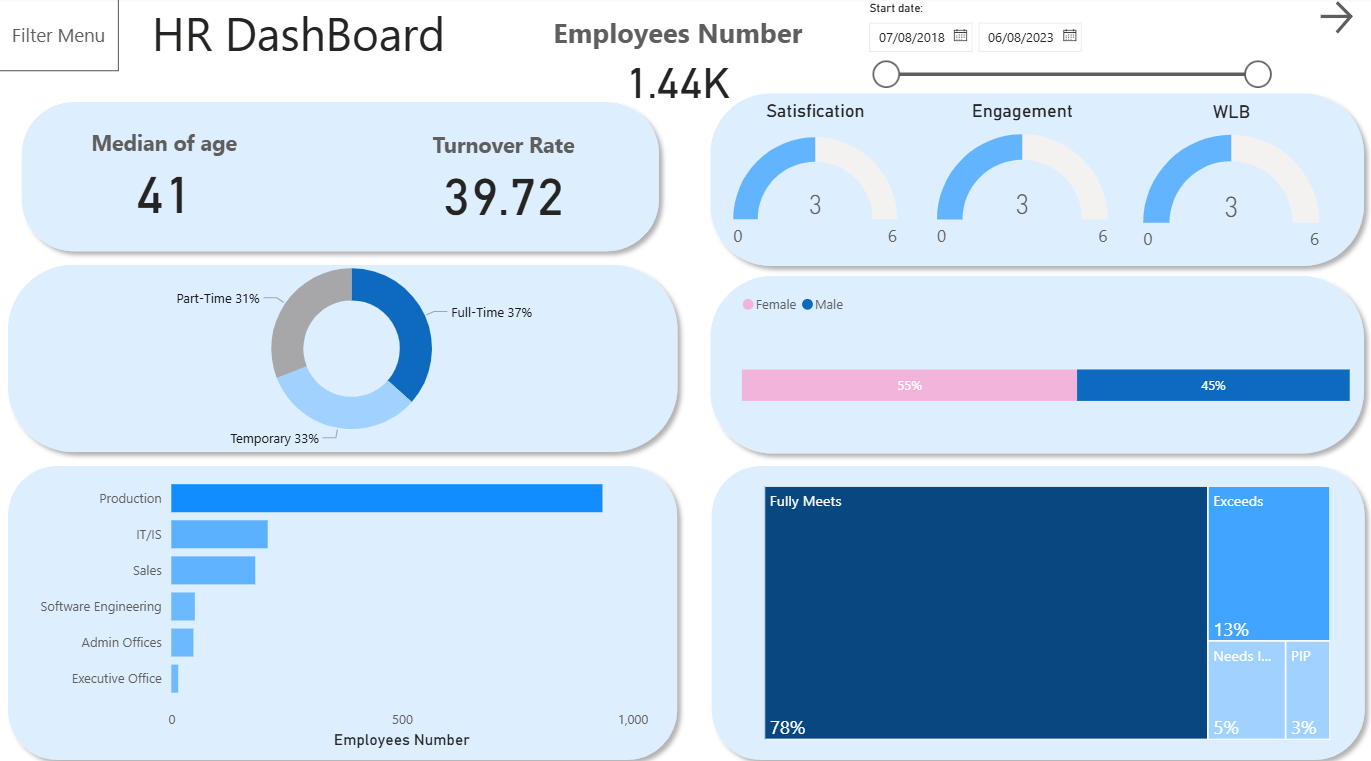 Filter Menu
HR DashBoard
Employees Number
1.44K
Start date:
07/08/2018
06/08/2023
Median of age
41
Turnover Rate
39.72
Satisfication
3
0
6
Engagement
3
0
6
WLB
3
0
6
Part-Time 31%
Full-Time 37%
Temporary 33%
Female
Male
55%
45%
Production
IT/IS
Sales
Software Engineering
Admin Offices
Executive Office
0
500
1,000
Employees Number
Fully Meets
78%
Exceeds
13%
Needs I...
5%
PIP
3%